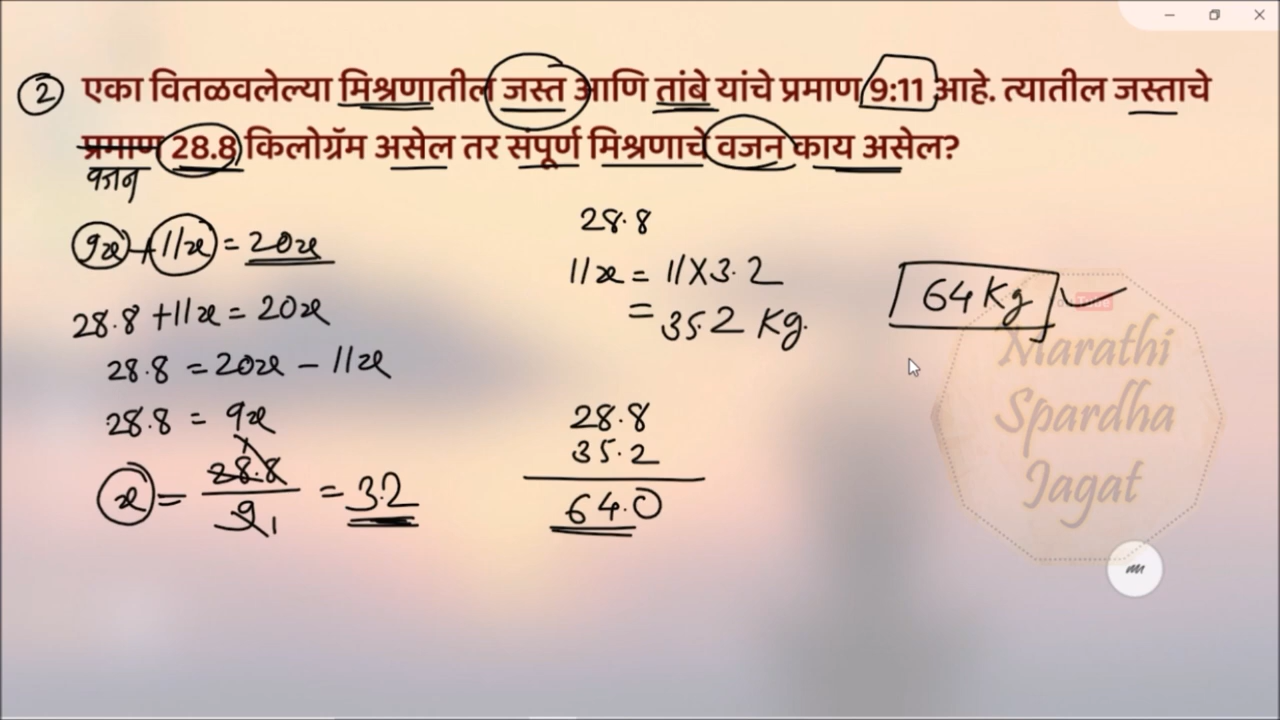 2 एका वितळवलेल्या मिश्रणातील जस्त आणि तांबे यांचे प्रमाण 9:11 आहे. त्यातील जस्ताचे
प्रमाण 28.8 किलोग्रॅम असेल तर संपूर्ण मिश्रणाचे वजन काय असेल?
वजन
9x + 11x = 20x
28.8 + 11x = 20x
28.8 = 20x - 11x
28.8 = 9x
x = 28.8 / 9 = 3.2
28.8
11x = 11 X 3.2
= 35.2 Kg.
28.8
35.2
64.0
64 Kg
Marathi
Spardha
Jagat